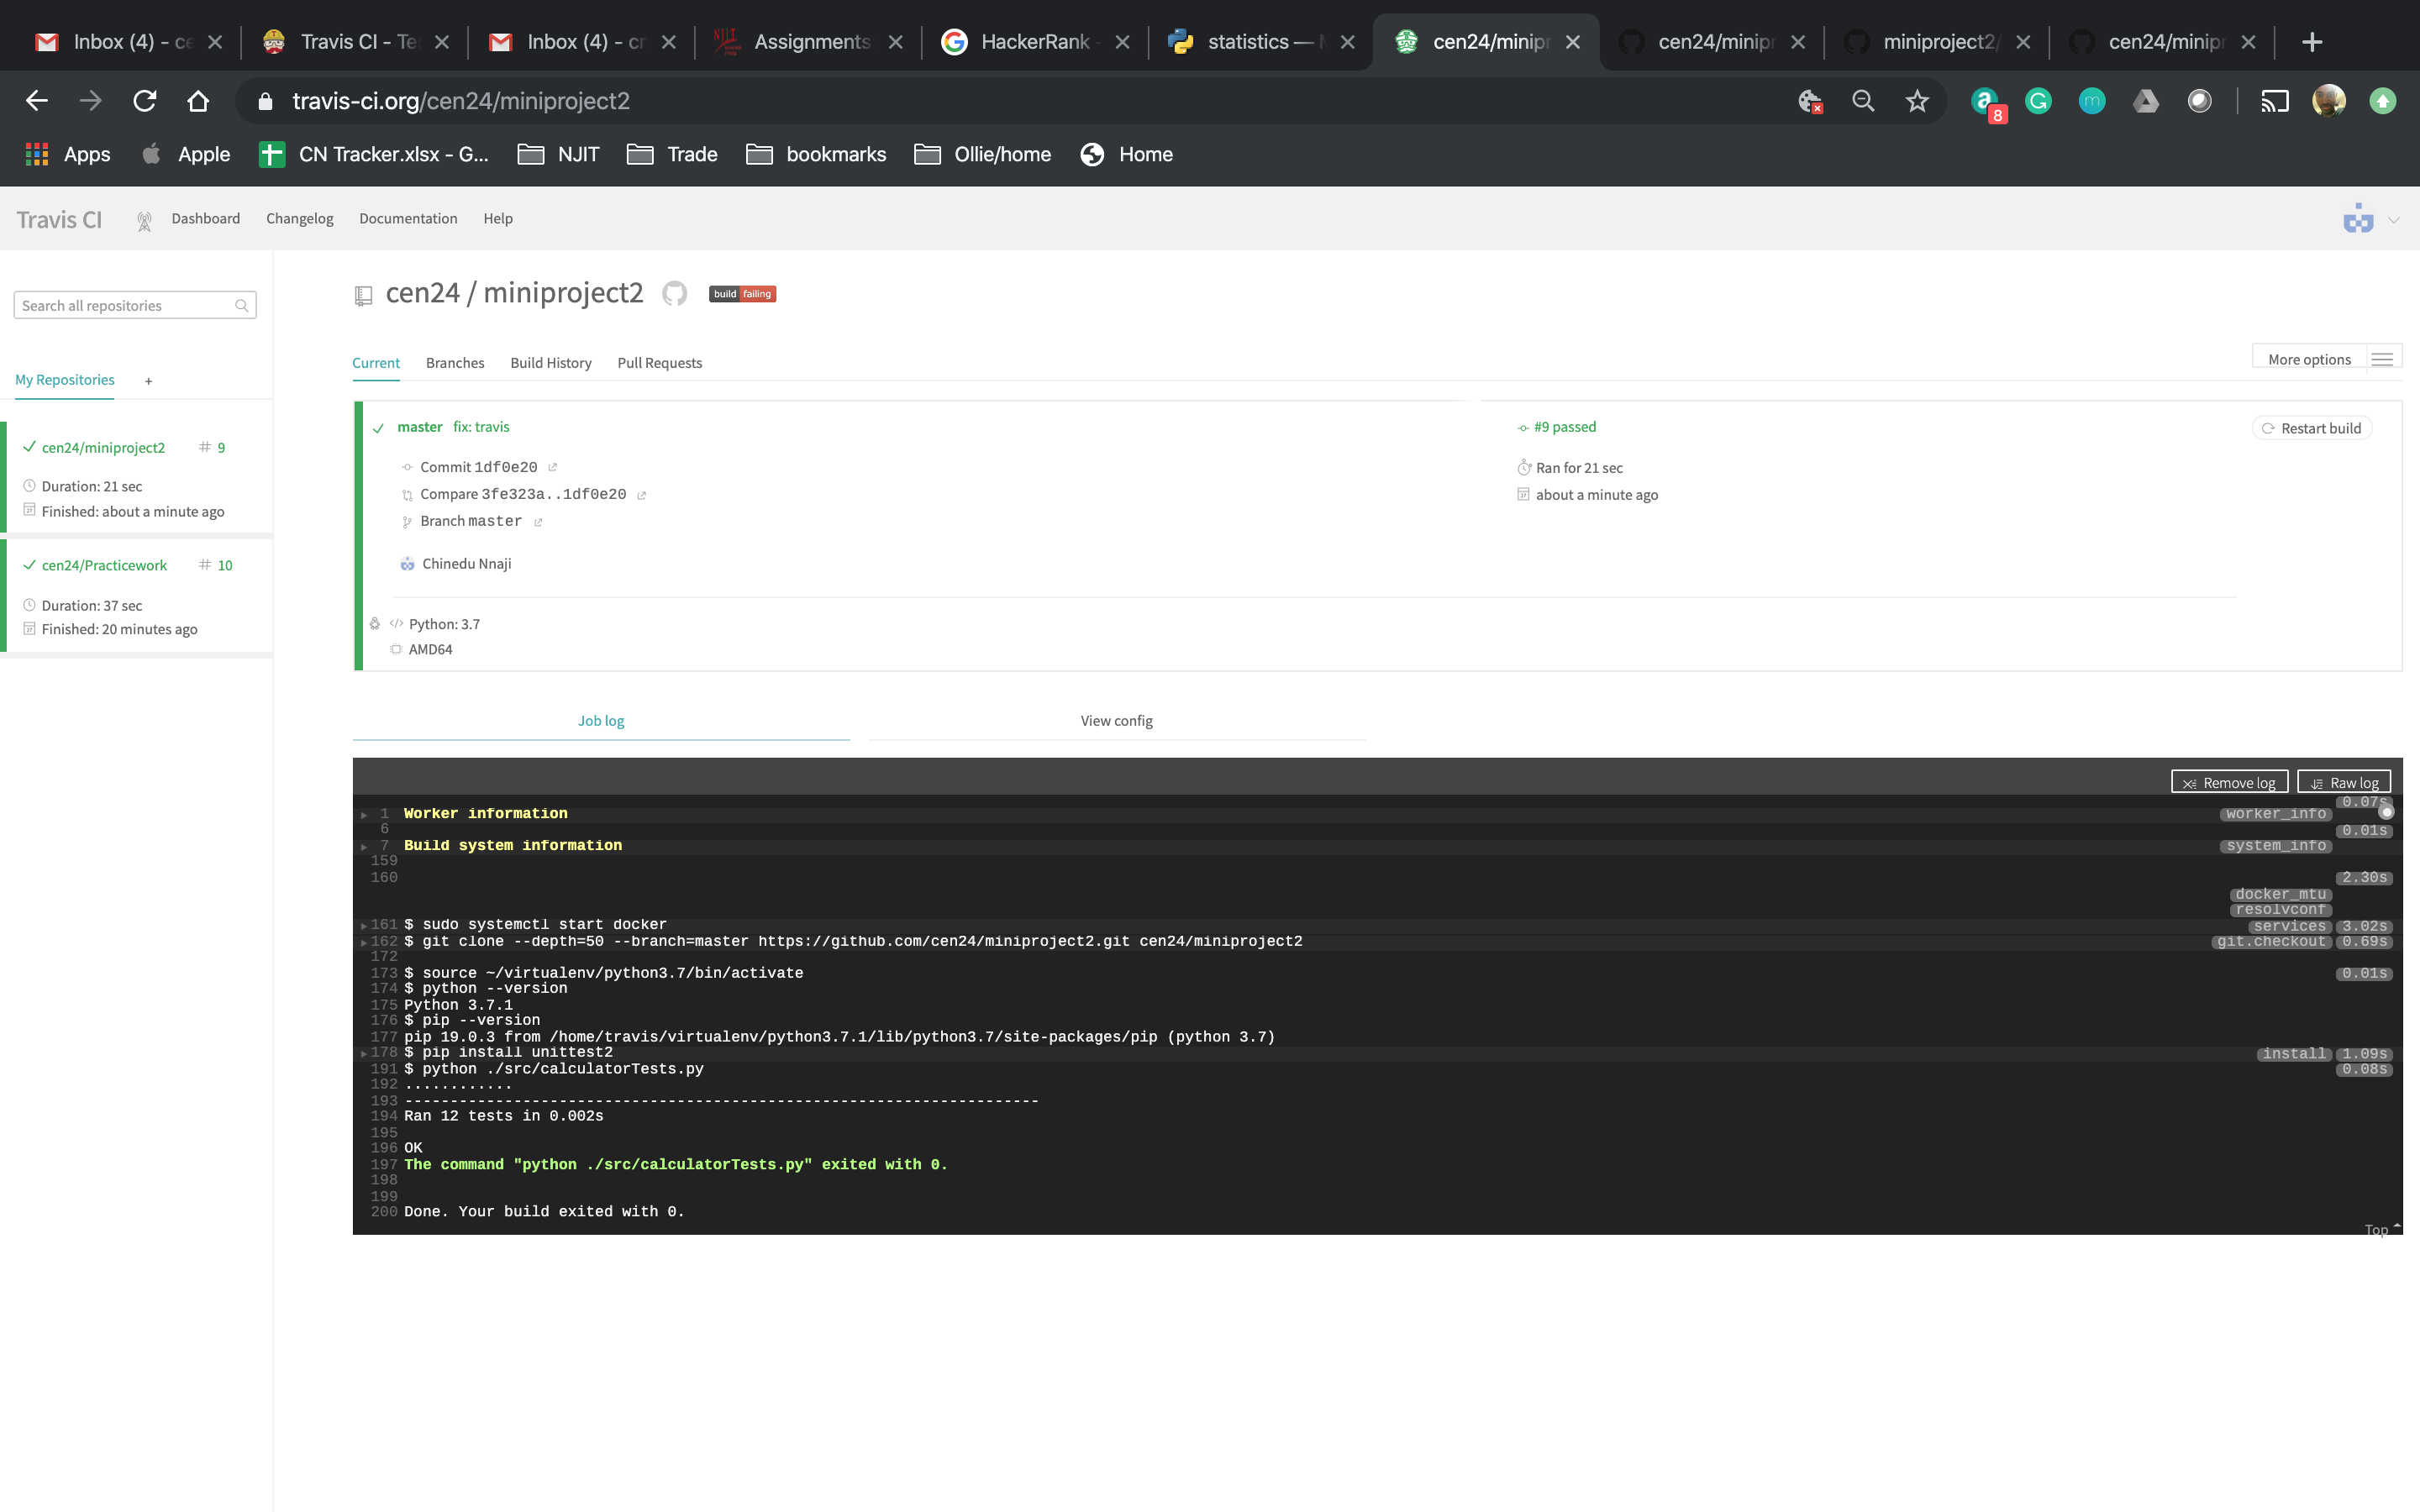 Inbox (4) - ce
Travis CI - Te
Inbox (4) - cr
NJIT
Assignments
HackerRank -
statistics —
cen24/minipr
cen24/minipr
miniproject2/
cen24/minipr
travis-ci.org/cen24/miniproject2
8
Apps
Apple
CN Tracker.xlsx - G...
NJIT
Trade
bookmarks
Ollie/home
Home
Travis CI
Dashboard
Changelog
Documentation
Help
Search all repositories
My Repositories +
cen24/miniproject2 # 9
Duration: 21 sec
Finished: about a minute ago
cen24/Practicework # 10
Duration: 37 sec
Finished: 20 minutes ago
cen24 / miniproject2
build failing
Current
Branches
Build History
Pull Requests
More options
master fix: travis
Commit 1df0e20
Compare 3fe323a..1df0e20
Branch master
Chinedu Nnaji
Python: 3.7
AMD64
#9 passed
Ran for 21 sec
about a minute ago
Restart build
Job log
View config
Remove log
Raw log
0.07s
1 Worker information worker_info
6
0.01s
7 Build system information system_info
159
160
2.30s
docker_mtu
resolvconf
161 $ sudo systemctl start docker services 3.02s
162 $ git clone --depth=50 --branch=master https://github.com/cen24/miniproject2.git cen24/miniproject2 git.checkout 0.69s
172
173 $ source ~/virtualenv/python3.7/bin/activate 0.01s
174 $ python --version
175 Python 3.7.1
176 $ pip --version
177 pip 19.0.3 from /home/travis/virtualenv/python3.7.1/lib/python3.7/site-packages/pip (python 3.7)
178 $ pip install unittest2 install 1.09s
191 $ python ./src/calculatorTests.py 0.08s
192 ............
193 ----------------------------------------------------------------------
194 Ran 12 tests in 0.002s
195
196 OK
197 The command "python ./src/calculatorTests.py" exited with 0.
198
199
200 Done. Your build exited with 0.
Top